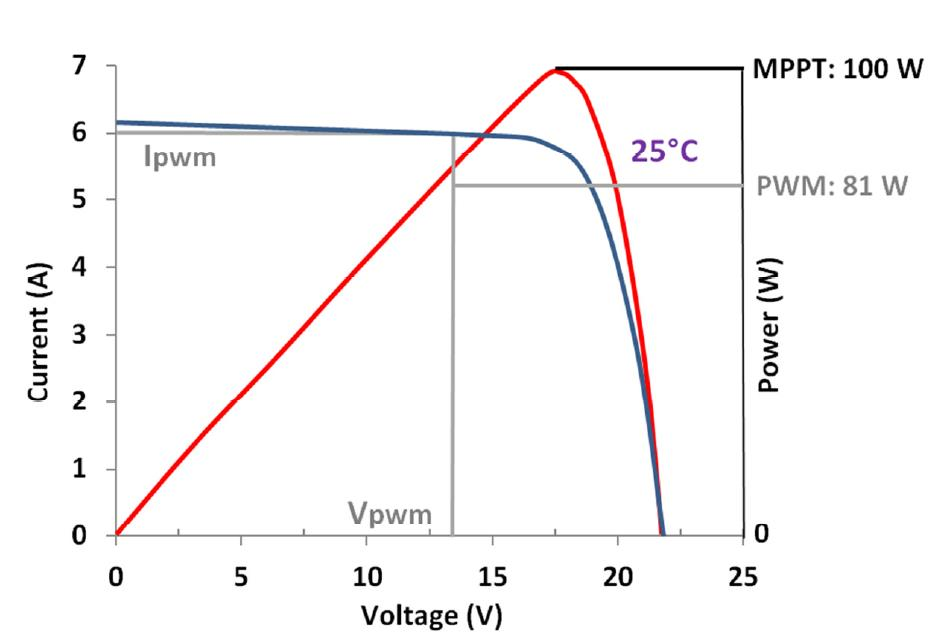 7
MPPT: 100 W
6
25°C
Ipwm
5
PWM: 81 W
4
3
2
1
Vpwm
0
0
Current (A)
Power (W)
0
5
10
15
20
25
Voltage (V)